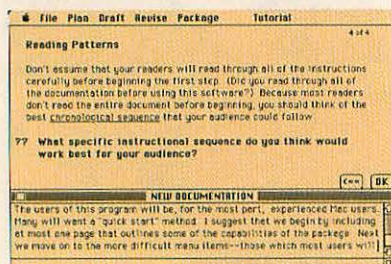 File Plan Draft Revise Package Tutorial
4 of 4
Reading Patterns
Don't assume that your readers will read through all of the instructions
carefully before beginning the first step. (Did you read through all of
the documentation before using this software?) Because most readers
don't read the entire document before beginning, you should think of the
best chronological sequence that your audience could follow
?? What specific instructional sequence do you think would
work best for your audience?
<== OK
NEW DOCUMENTATION
The users of this program will be, for the most part, experienced Mac users.
Many will want a "quick start" method. I suggest that we begin by including
at most one page that outlines some of the capabilities of the package. Next
we move on to the more difficult menu items--those which most users will